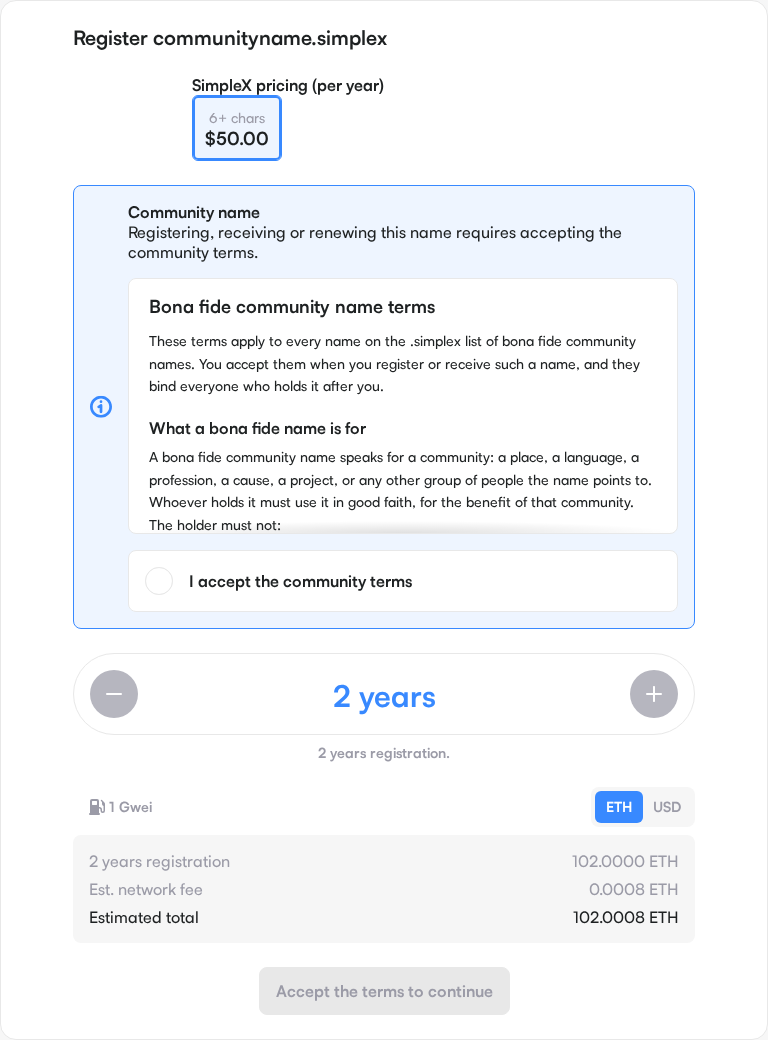 Register communityname.simplex
SimpleX pricing (per year)
6+ chars
$50.00
Community name
Registering, receiving or renewing this name requires accepting the
community terms.
Bona fide community name terms
These terms apply to every name on the .simplex list of bona fide community
names. You accept them when you register or receive such a name, and they
bind everyone who holds it after you.
What a bona fide name is for
A bona fide community name speaks for a community: a place, a language, a
profession, a cause, a project, or any other group of people the name points to.
Whoever holds it must use it in good faith, for the benefit of that community.
The holder must not:
I accept the community terms
2 years
2 years registration.
1 Gwei
ETH USD
2 years registration 102.0000 ETH
Est. network fee 0.0008 ETH
Estimated total 102.0008 ETH
Accept the terms to continue